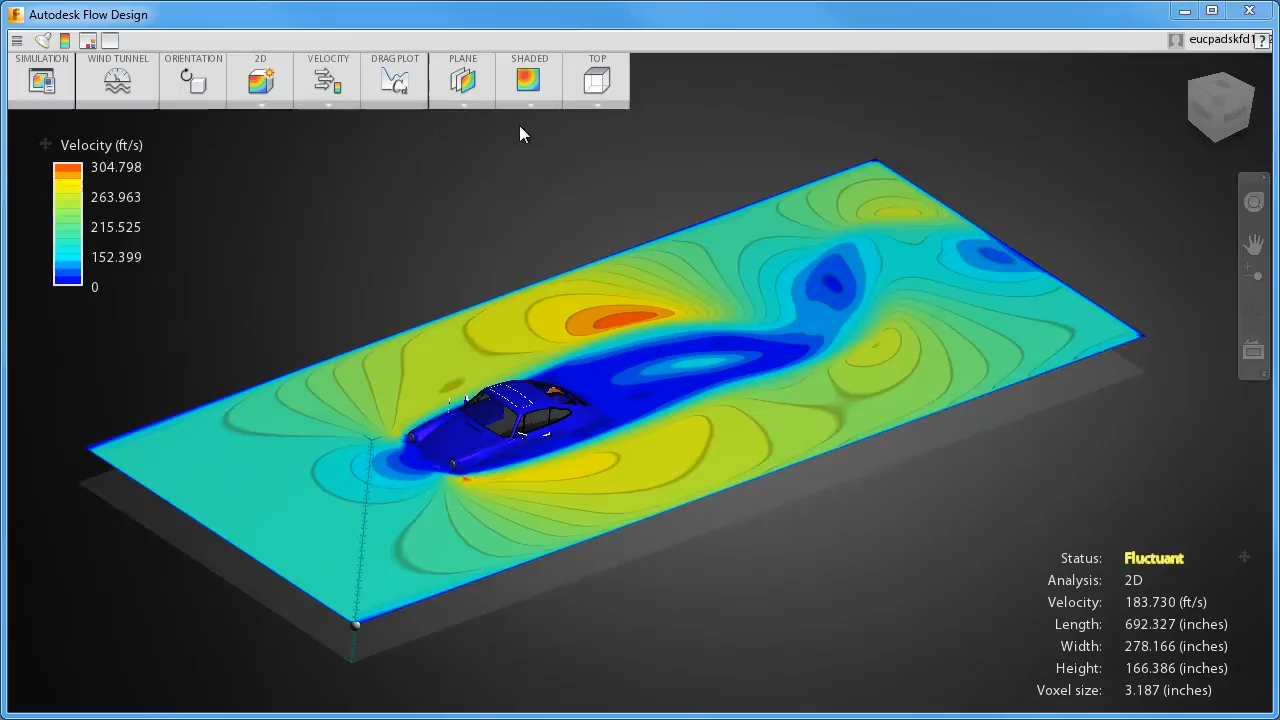 Autodesk Flow Design
SIMULATION WIND TUNNEL ORIENTATION 2D VELOCITY DRAG PLOT PLANE SHADED TOP
Velocity (ft/s)
304.798
263.963
215.525
152.399
0
Status: Fluctuant
Analysis: 2D
Velocity: 183.730 (ft/s)
Length: 692.327 (inches)
Width: 278.166 (inches)
Height: 166.386 (inches)
Voxel size: 3.187 (inches)